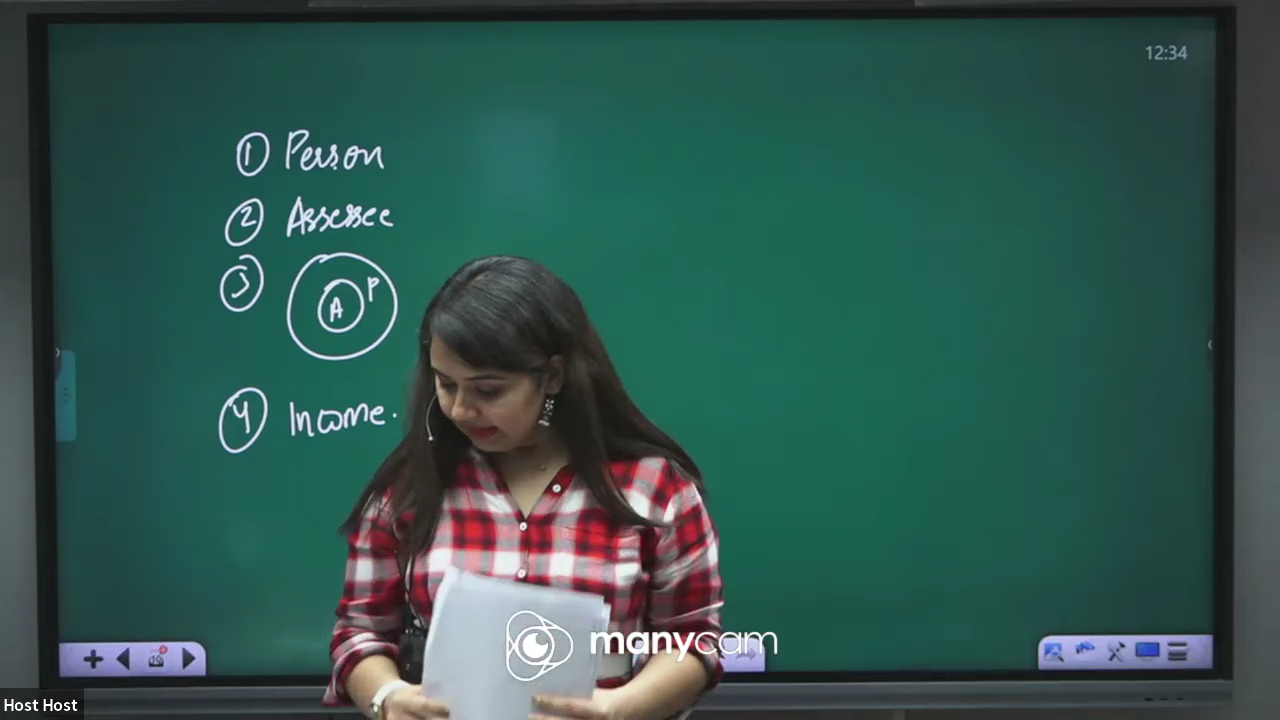 12:34
① Person
② Assessee
③ A P
④ Income.
manycam
Host Host